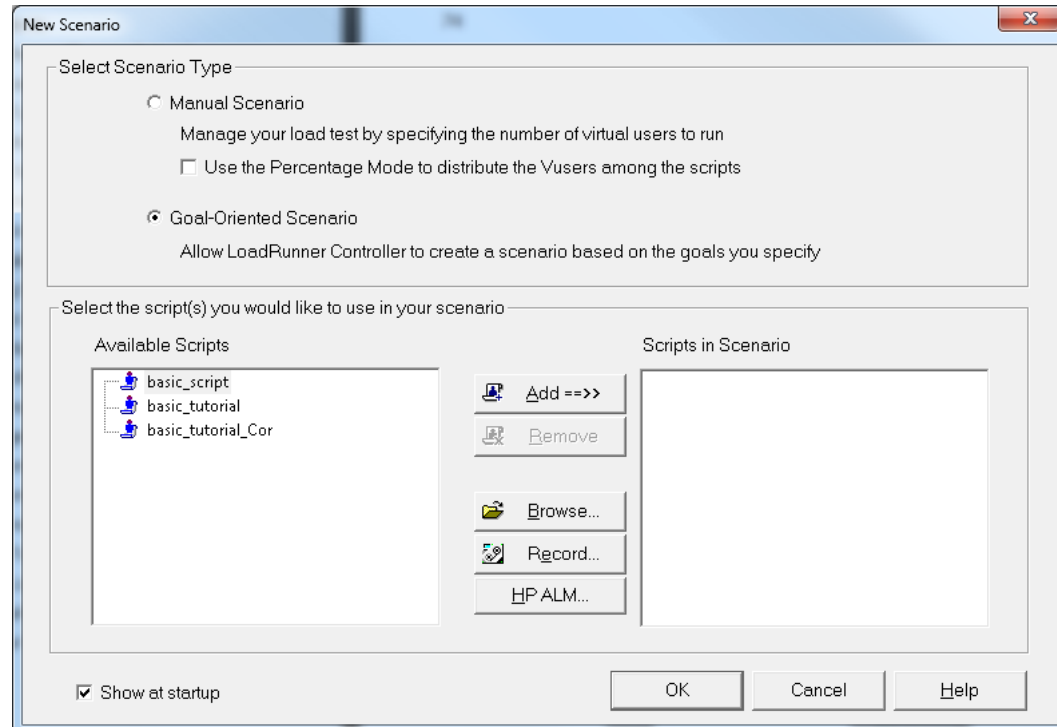 New Scenario
Select Scenario Type
Manual Scenario
Manage your load test by specifying the number of virtual users to run
Use the Percentage Mode to distribute the Vusers among the scripts
Goal-Oriented Scenario
Allow LoadRunner Controller to create a scenario based on the goals you specify
Select the script(s) you would like to use in your scenario
Available Scripts
Scripts in Scenario
basic_script
basic_tutorial
basic_tutorial_Cor
Add ==>>
Remove
Browse...
Record...
HP ALM...
Show at startup
OK
Cancel
Help